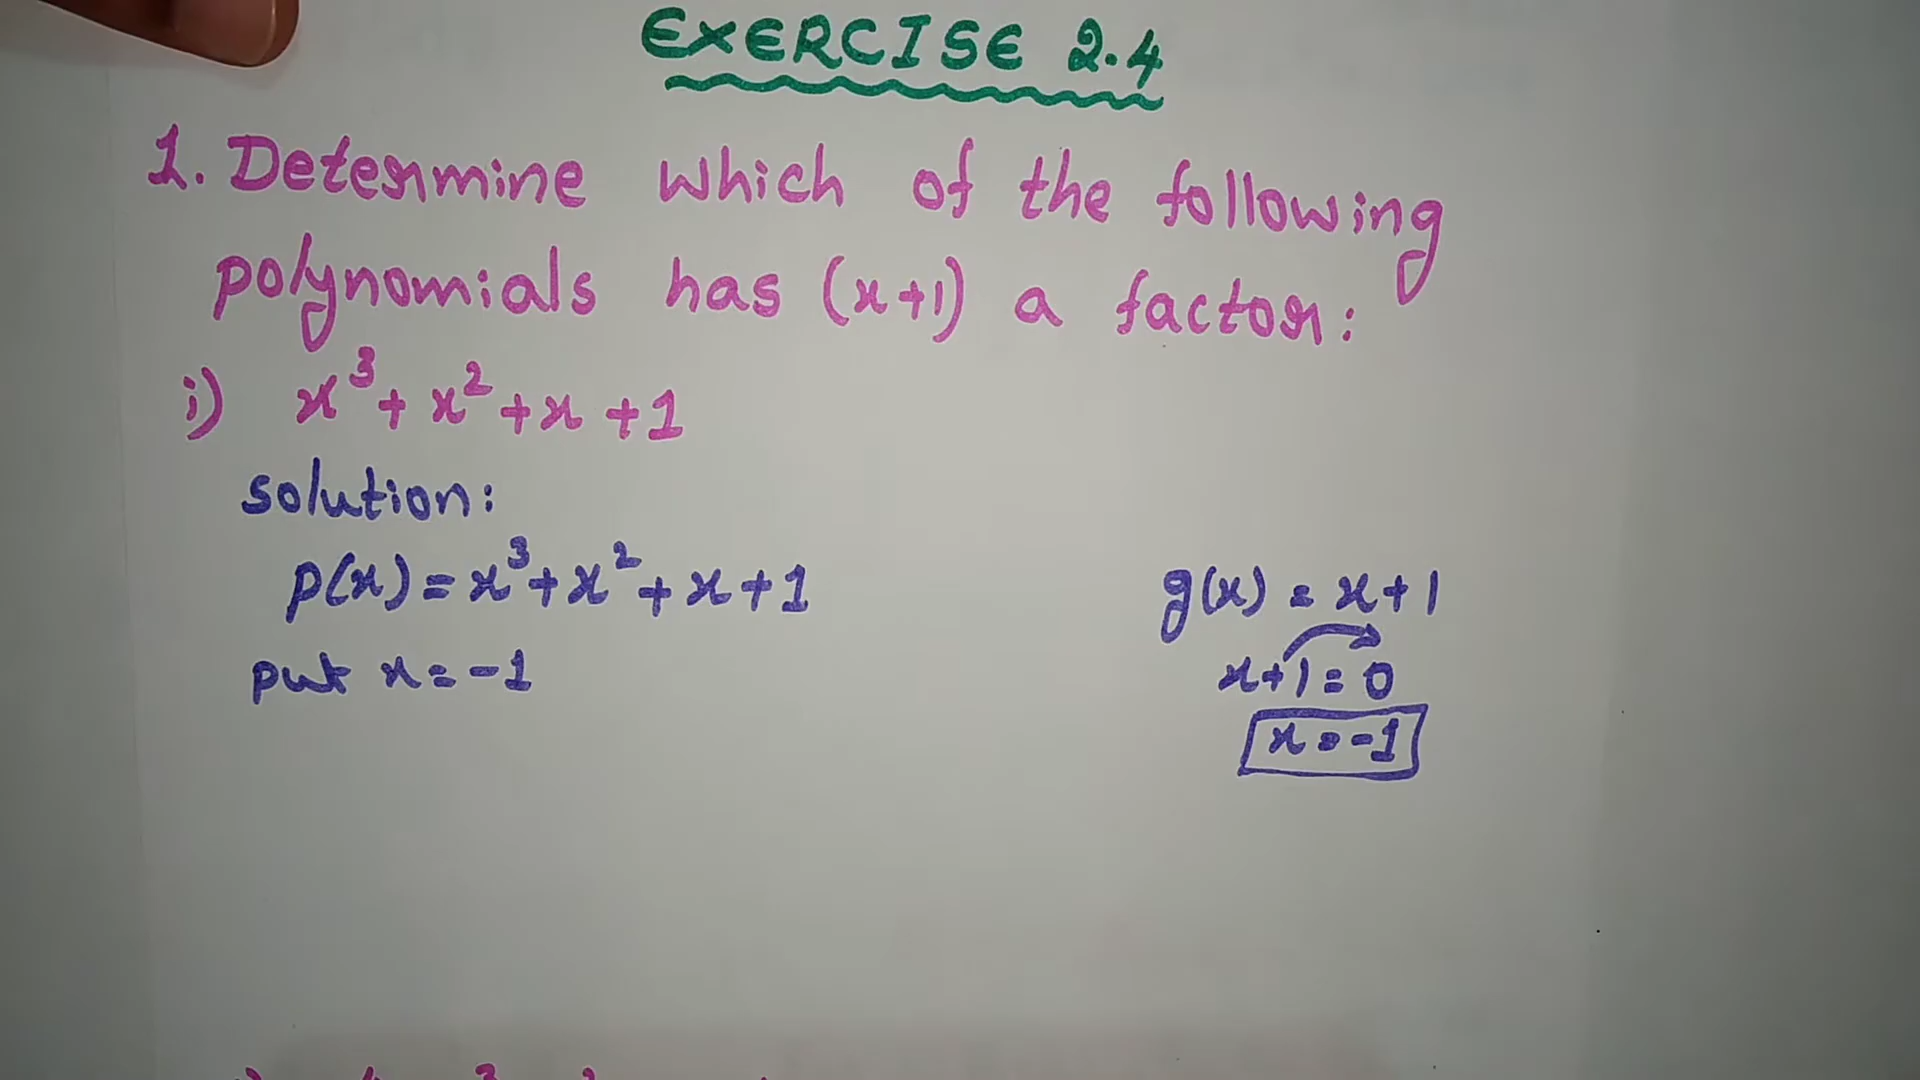 EXERCISE 2.4
1. Determine which of the following
polynomials has (x+1) a factor:
i) x³+x²+x+1
solution:
p(x)=x³+x²+x+1
g(x)=x+1
put x=-1
x+1=0
x=-1